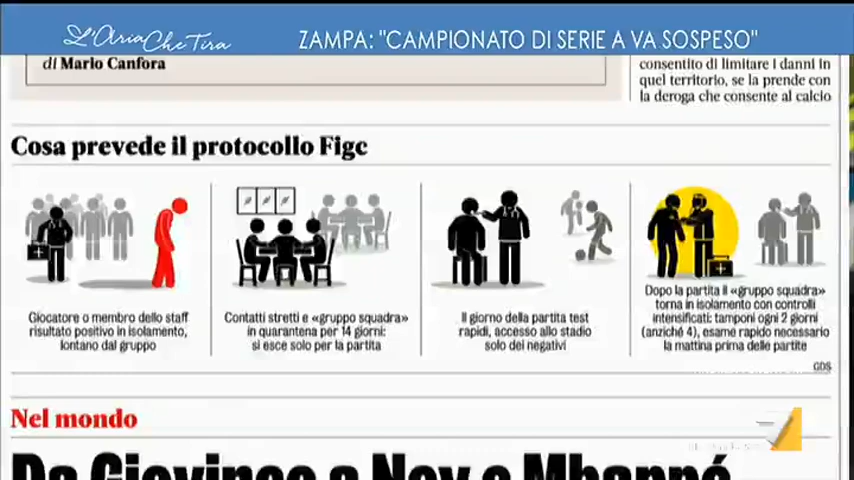 L'Aria Che Tira
ZAMPA: "CAMPIONATO DI SERIE A VA SOSPESO"
di Mario Canfora
consentito di limitare i danni in
quel territorio, se la prende con
la deroga che consente al calcio
Cosa prevede il protocollo Figc
Giocatore o membro dello staff
risultato positivo in isolamento,
lontano dal gruppo
Contatti stretti e «gruppo squadra»
in quarantena per 14 giorni:
si esce solo per la partita
Il giorno della partita test
rapidi, accesso allo stadio
solo dei negativi
Dopo la partita il «gruppo squadra»
torna in isolamento con controlli
intensificati: tamponi ogni 2 giorni
(anziché 4), esame rapido necessario
la mattina prima delle partite
GDS
Nel mondo
Da Giovinco a Ney e Mbappé